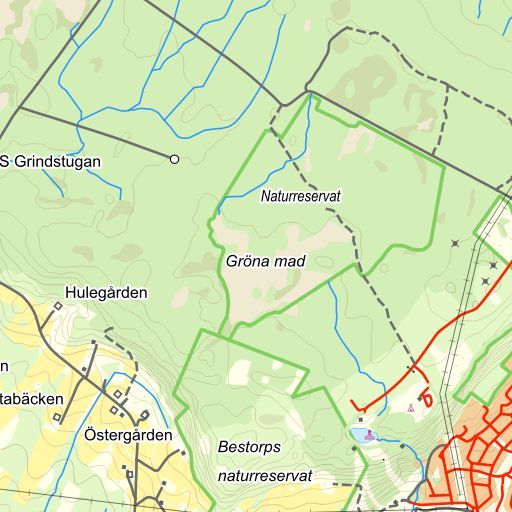 S Grindstugan
Naturreservat
Gröna mad
Hulegården
n
tabäcken
Östergården
Bestorps
naturreservat